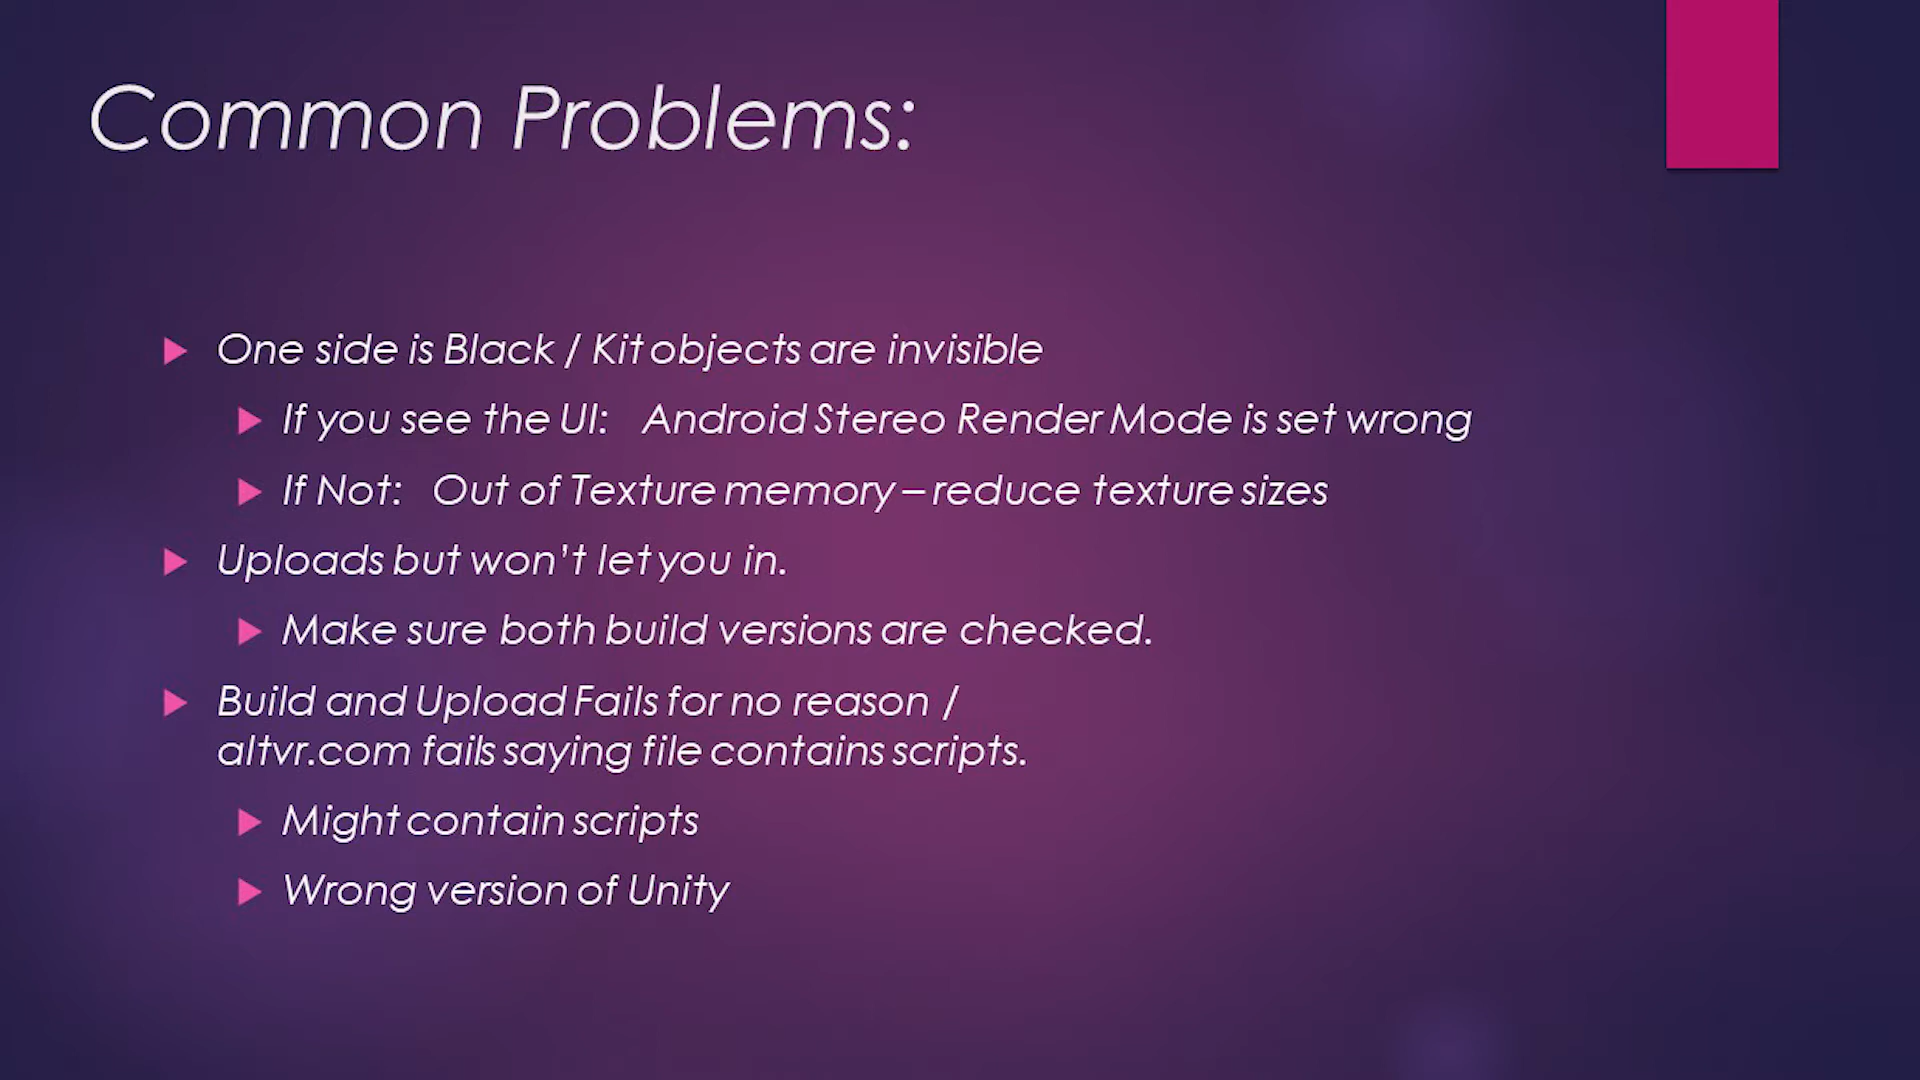 Common Problems:
One side is Black / Kit objects are invisible
If you see the UI: Android Stereo Render Mode is set wrong
If Not: Out of Texture memory – reduce texture sizes
Uploads but won't let you in.
Make sure both build versions are checked.
Build and Upload Fails for no reason /
altvr.com fails saying file contains scripts.
Might contain scripts
Wrong version of Unity